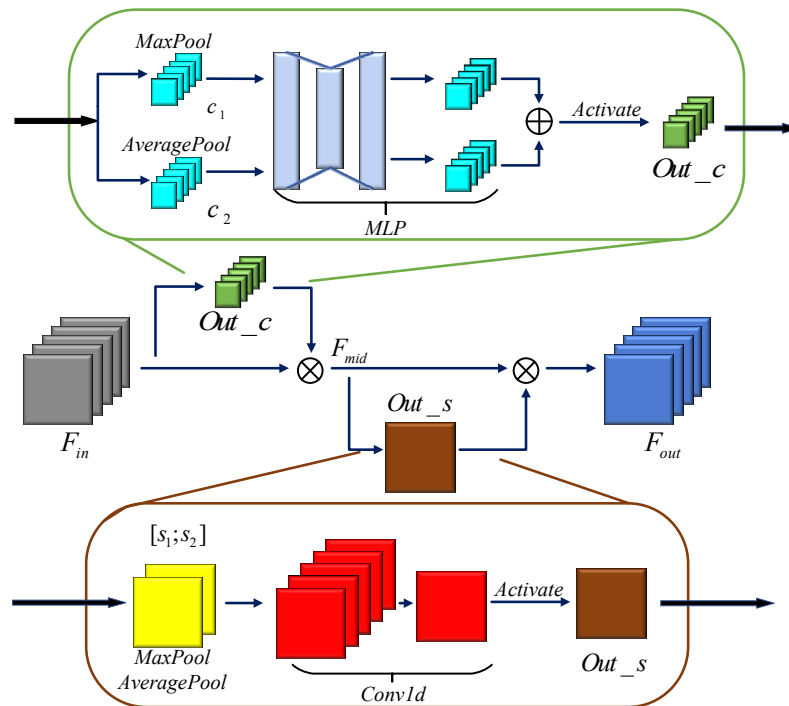 MaxPool
c1
AveragePool
c2
MLP
Activate
Out_c
Out_c
Fin
Fmid
Out_s
Fout
[s1;s2]
MaxPool
AveragePool
Conv1d
Activate
Out_s